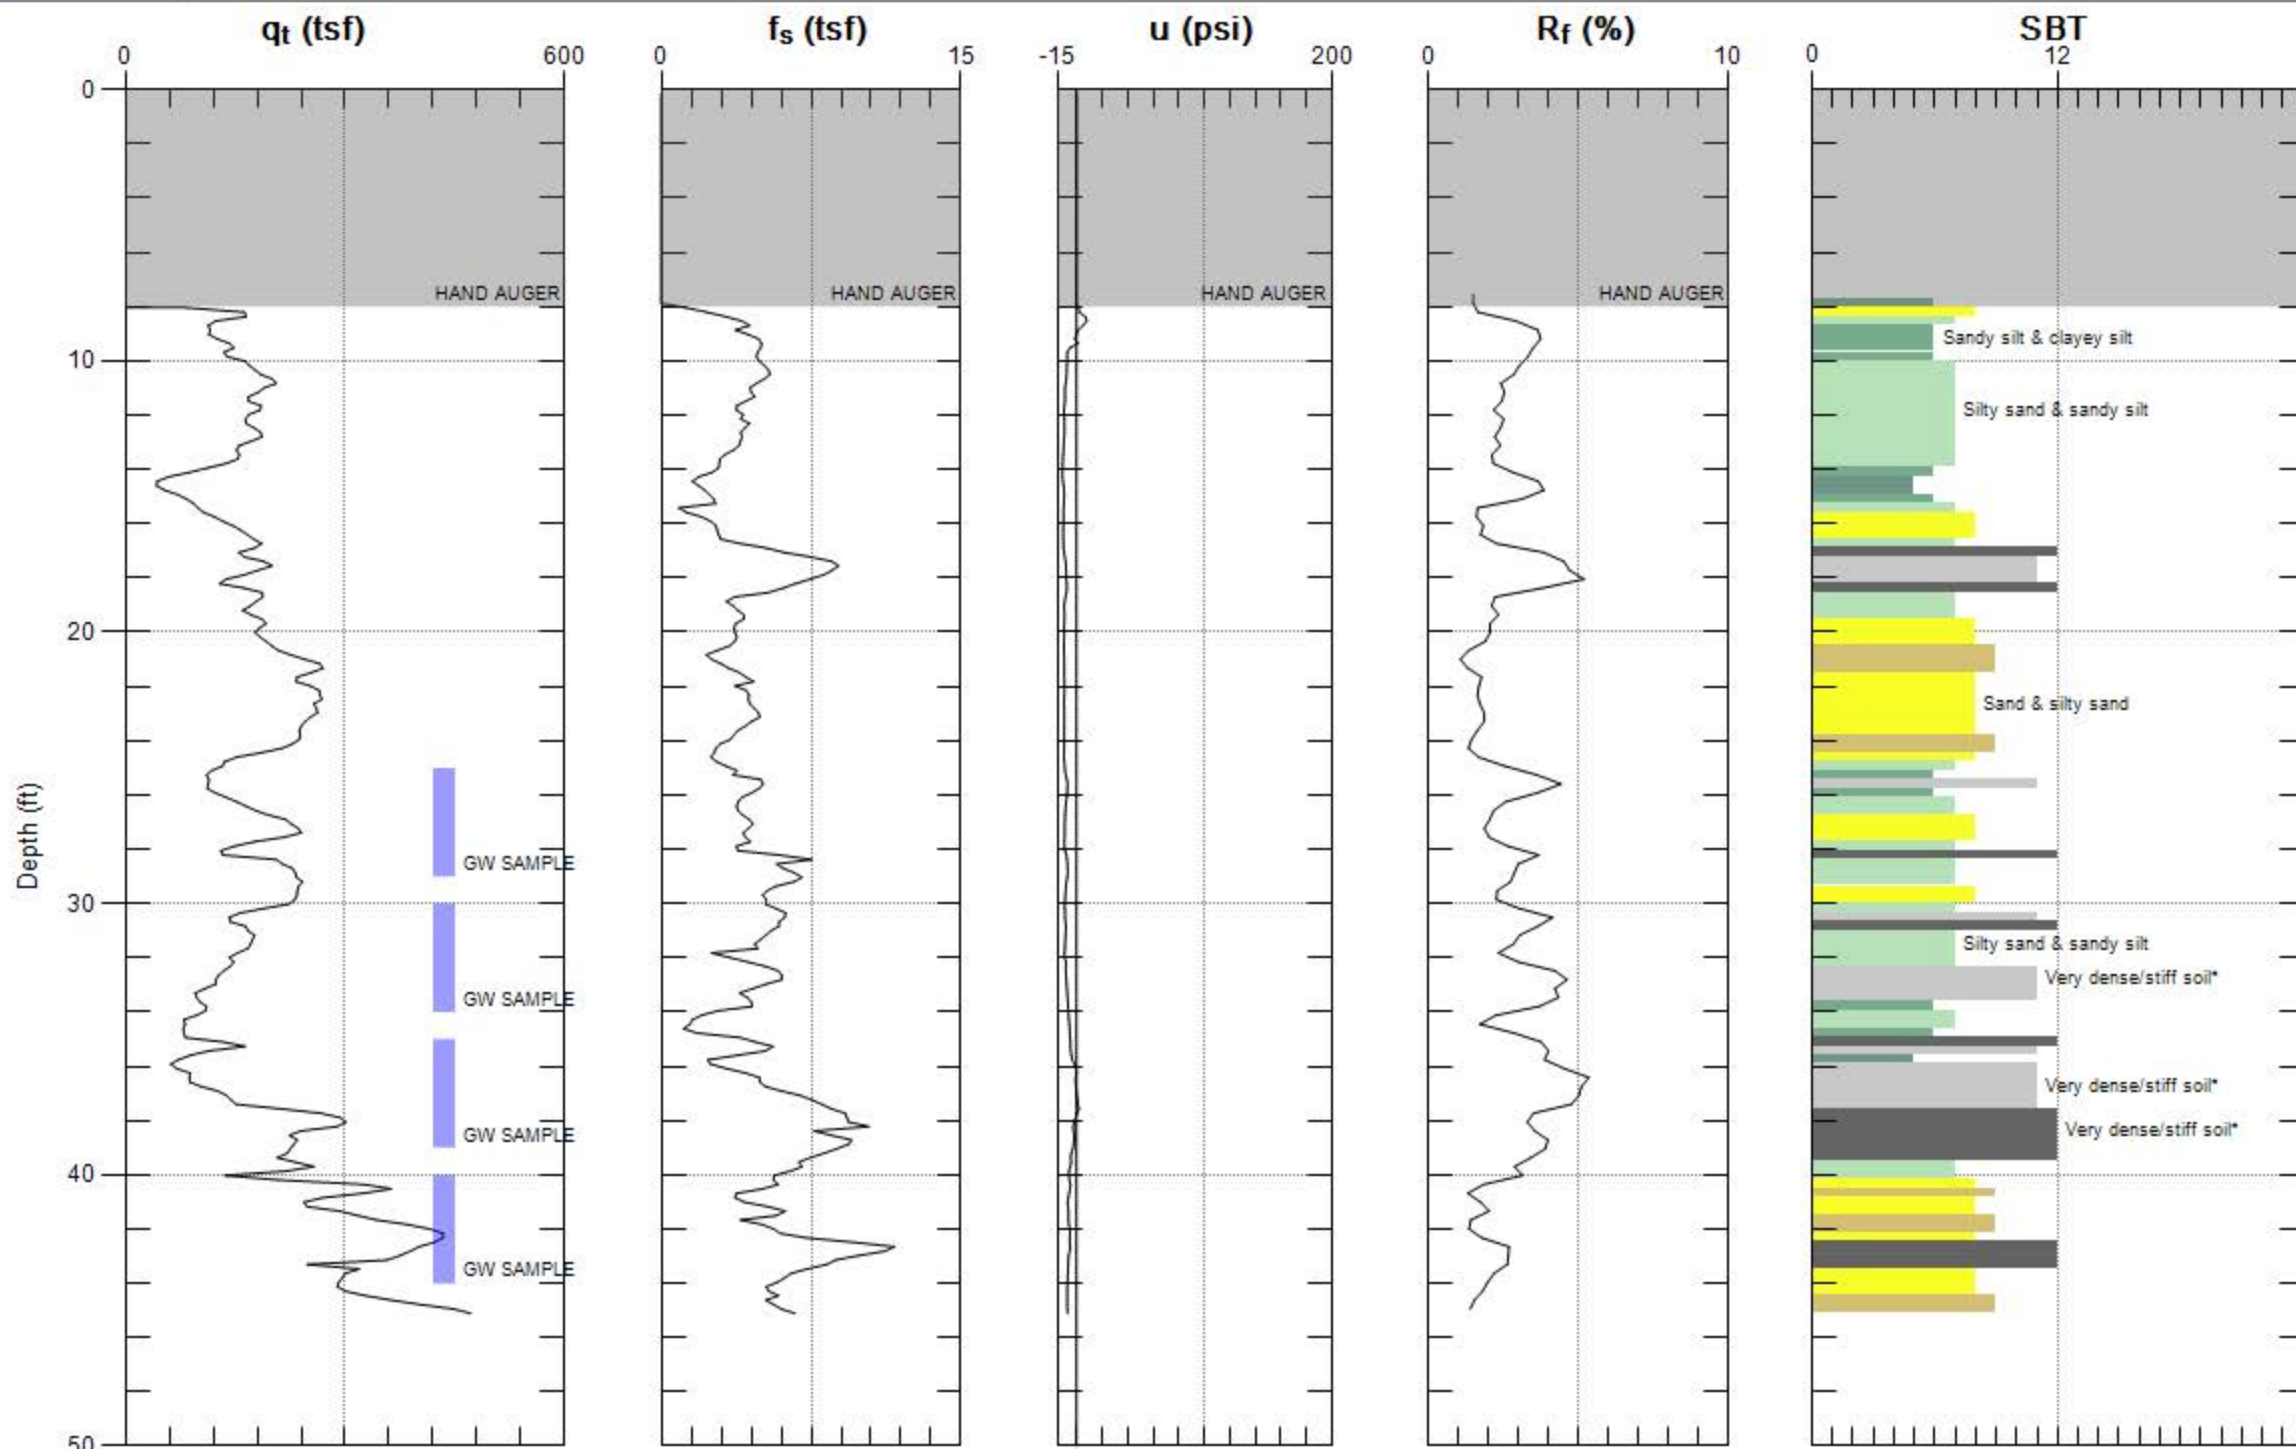 qt (tsf) fs (tsf) u (psi) Rf (%) SBT
0 600 0 15 -15 200 0 10 0 12
0
HAND AUGER HAND AUGER HAND AUGER HAND AUGER
Sandy silt & clayey silt
10
Silty sand & sandy silt
20
Sand & silty sand
Depth (ft)
GW SAMPLE
30
Silty sand & sandy silt
Very dense/stiff soil*
GW SAMPLE
Very dense/stiff soil*
GW SAMPLE
Very dense/stiff soil*
40
GW SAMPLE
50